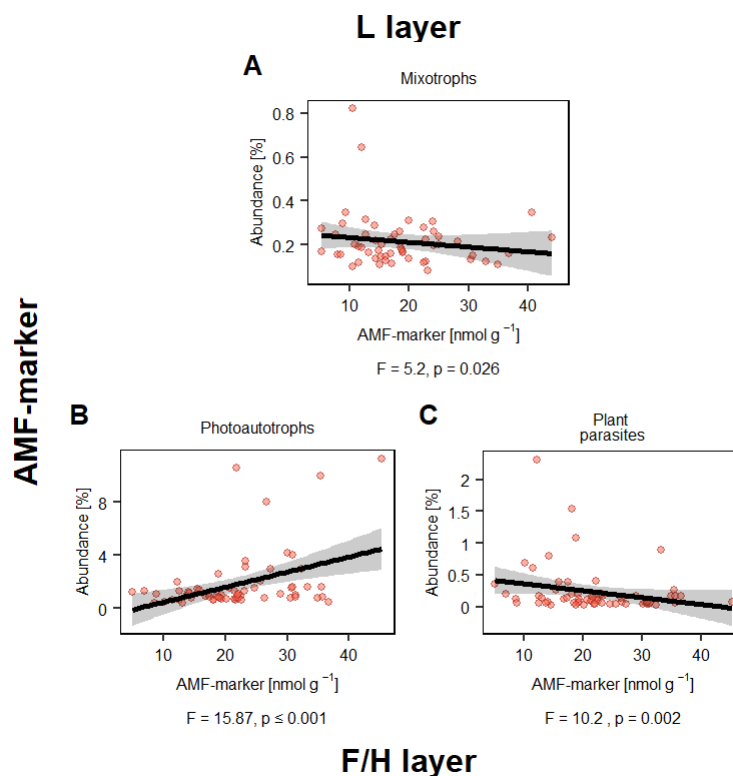 L layer
A
Mixotrophs
0.8
0.6
0.4
0.2
Abundance [%]
10 20 30 40
AMF-marker [nmol g⁻¹]
F = 5.2, p = 0.026
AMF-marker
B
Photoautotrophs
8
4
0
Abundance [%]
10 20 30 40
AMF-marker [nmol g⁻¹]
F = 15.87, p ≤ 0.001
C
Plant
parasites
2
1.5
1
0.5
0
Abundance [%]
10 20 30 40
AMF-marker [nmol g⁻¹]
F = 10.2 , p = 0.002
F/H layer